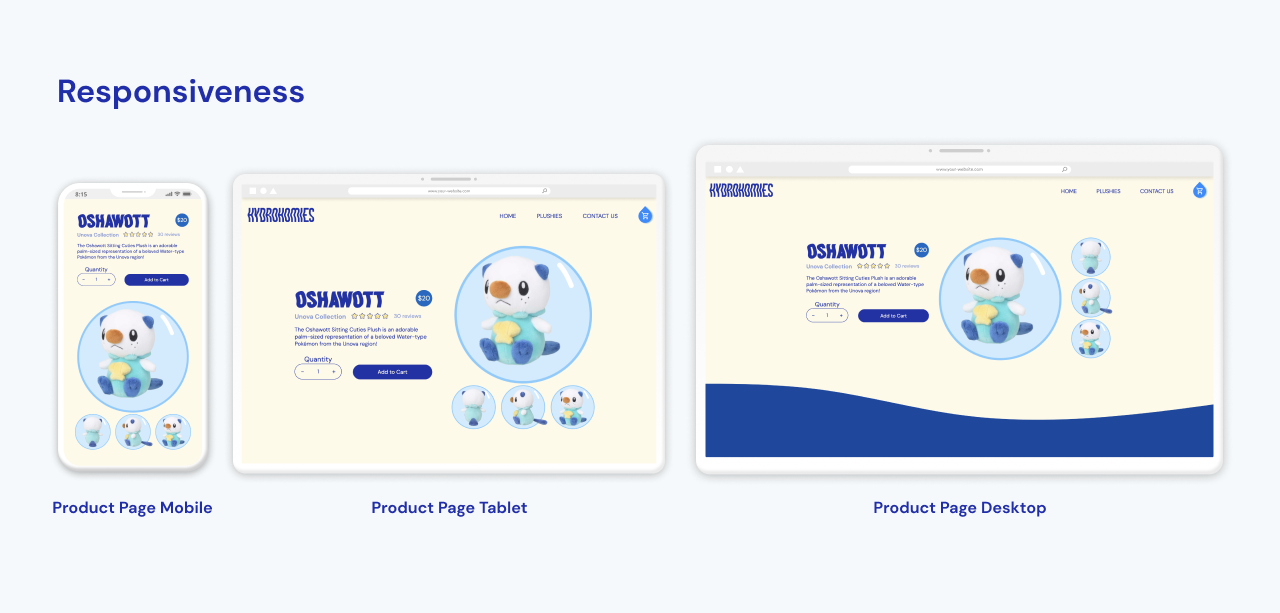 Responsiveness
8:15
OSHAWOTT
$20
Unova Collection
30 reviews
The Oshawott Sitting Cuties Plush is an adorable
palm-sized representation of a beloved Water-type
Pokémon from the Unova region!
Quantity
- 1 +
Add to Cart
Product Page Mobile
www.your-website.com
HYDROHOMIES
HOME
PLUSHIES
CONTACT US
OSHAWOTT
$20
Unova Collection
30 reviews
The Oshawott Sitting Cuties Plush is an adorable
palm-sized representation of a beloved Water-type
Pokémon from the Unova region!
Quantity
- 1 +
Add to Cart
Product Page Tablet
www.your-website.com
HYDROHOMIES
HOME
PLUSHIES
CONTACT US
OSHAWOTT
$20
Unova Collection
30 reviews
The Oshawott Sitting Cuties Plush is an adorable
palm-sized representation of a beloved Water-type
Pokémon from the Unova region!
Quantity
- 1 +
Add to Cart
Product Page Desktop